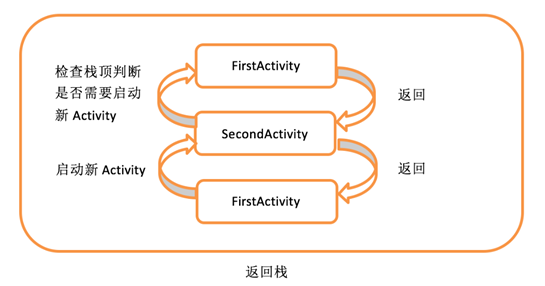 检查栈顶判断
是否需要启动
新 Activity
FirstActivity
返回
SecondActivity
启动新 Activity
返回
FirstActivity
返回栈